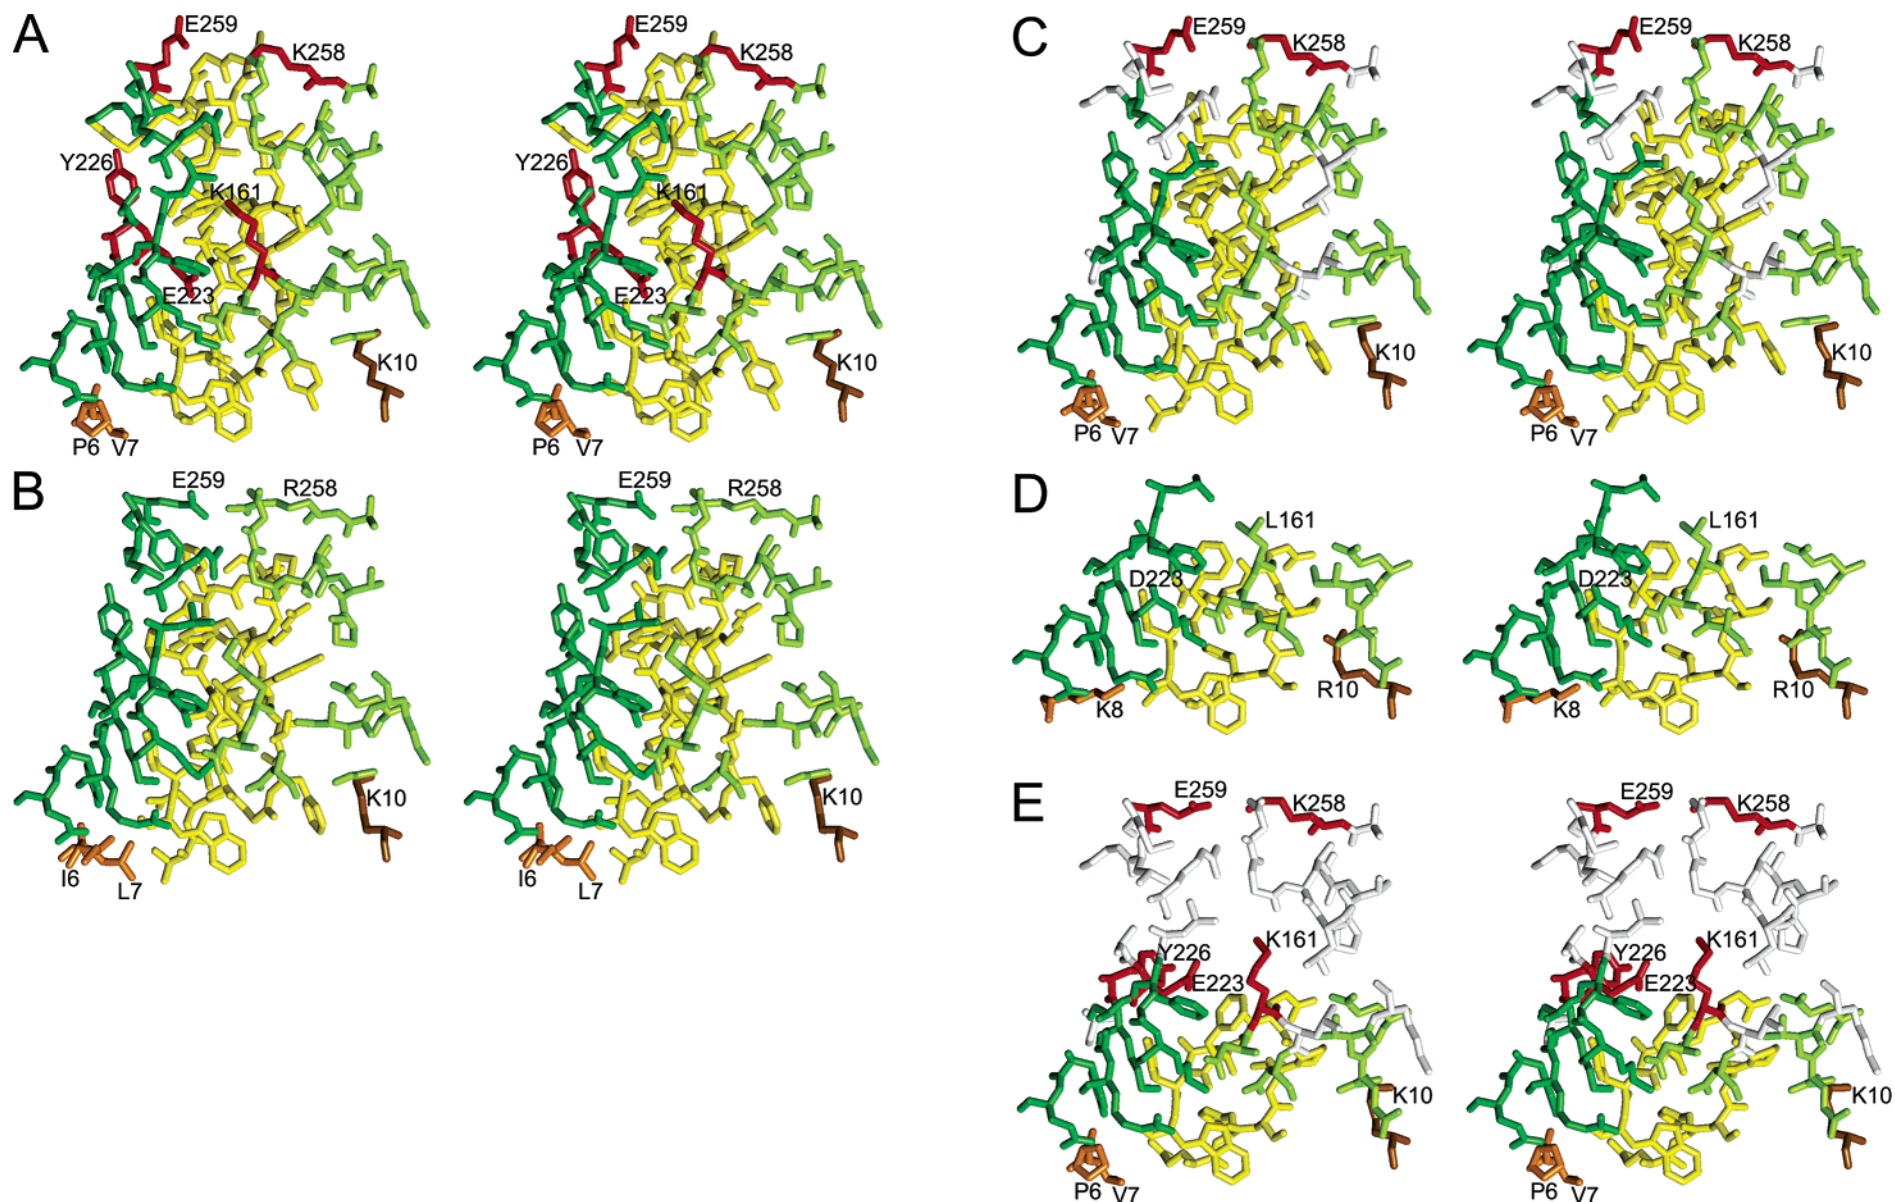 A
E259
K258
E259
K258
Y226
K161
Y226
K161
E223
E223
K10
K10
P6 V7
P6 V7
B
E259 R258
E259 R258
K10
K10
I6 L7
I6 L7
C
E259
K258
E259
K258
K10
K10
P6 V7
P6 V7
D
L161
L161
D223
D223
K8
R10
K8
R10
E
E259
K258
E259
K258
Y226
K161
Y226
K161
E223
E223
K10
K10
P6 V7
P6 V7